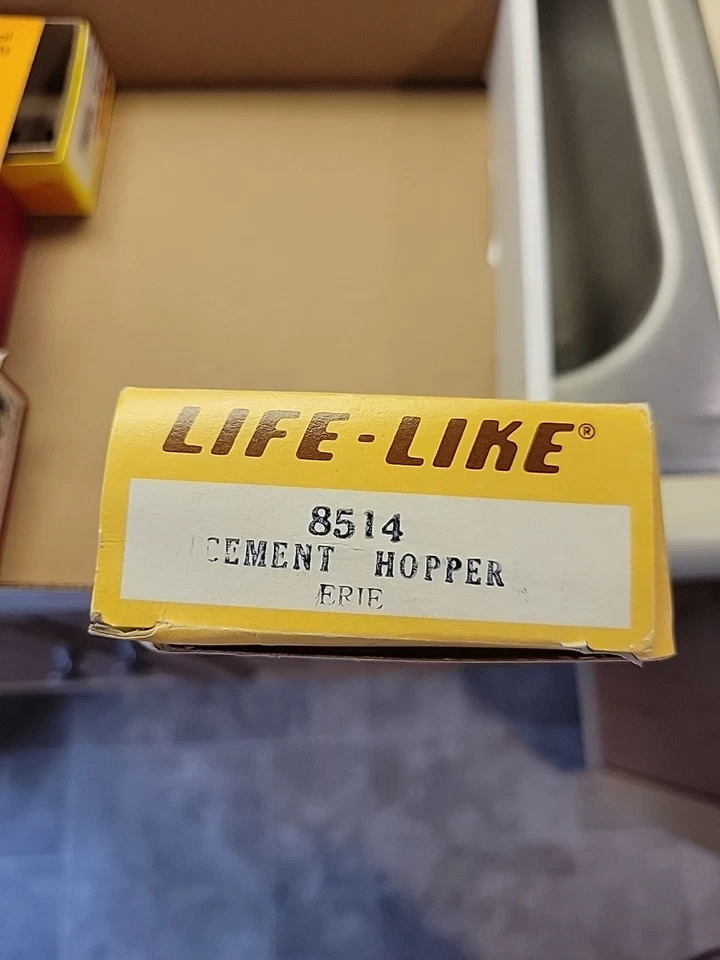 LIFE-LIKE®
8514
CEMENT HOPPER
ERIE